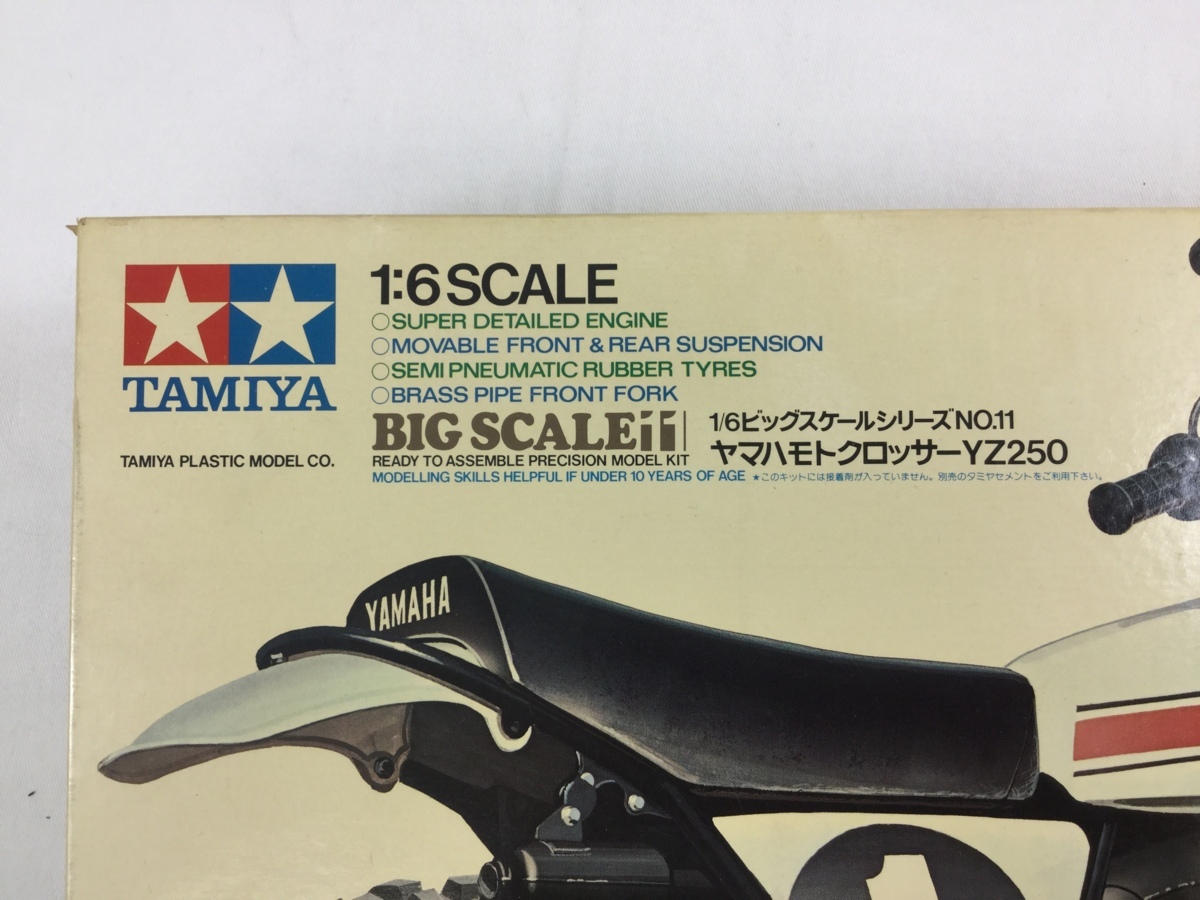 TAMIYA
TAMIYA PLASTIC MODEL CO.
1:6 SCALE
○SUPER DETAILED ENGINE
○MOVABLE FRONT & REAR SUSPENSION
○SEMI PNEUMATIC RUBBER TYRES
○BRASS PIPE FRONT FORK
BIG SCALE 11
READY TO ASSEMBLE PRECISION MODEL KIT
1/6ビッグスケールシリーズNO.11
ヤマハモトクロッサーYZ250
MODELLING SKILLS HELPFUL IF UNDER 10 YEARS OF AGE
★このキットには接着剤が入っていません。別売のタミヤセメントをご利用下さい。
YAMAHA
1